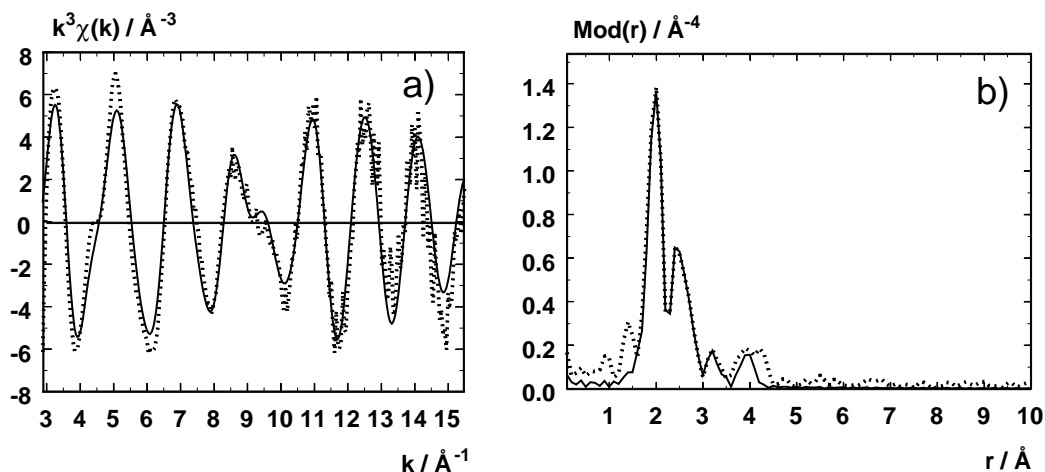 k³χ(k) / Å⁻³
8
6
4
2
0
-2
-4
-6
-8
a)
3 4 5 6 7 8 9 10 11 12 13 14 15
k / Å⁻¹
Mod(r) / Å⁻⁴
1.4
1.2
1.0
0.8
0.6
0.4
0.2
0.0
b)
1 2 3 4 5 6 7 8 9 10
r / Å